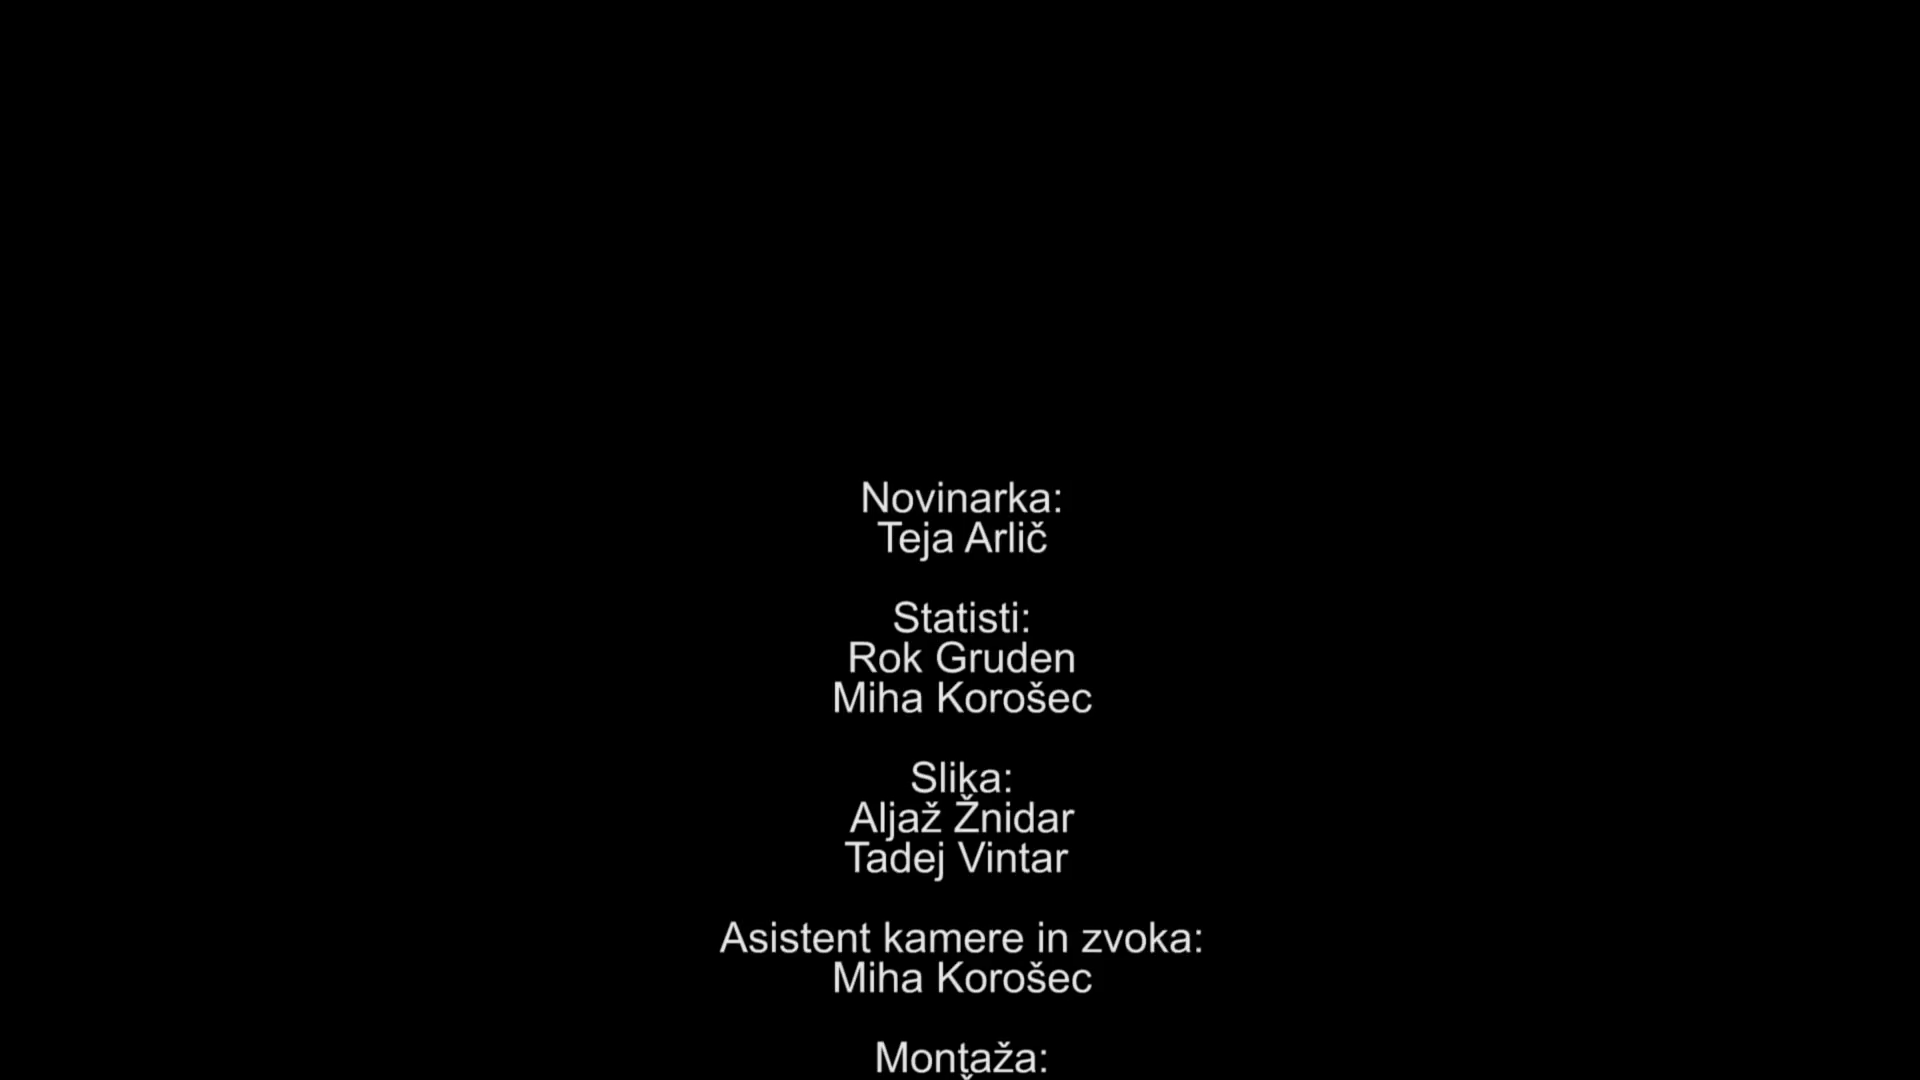 Novinarka:
Teja Arlič
Statisti:
Rok Gruden
Miha Korošec
Slika:
Aljaž Žnidar
Tadej Vintar
Asistent kamere in zvoka:
Miha Korošec
Montaža: